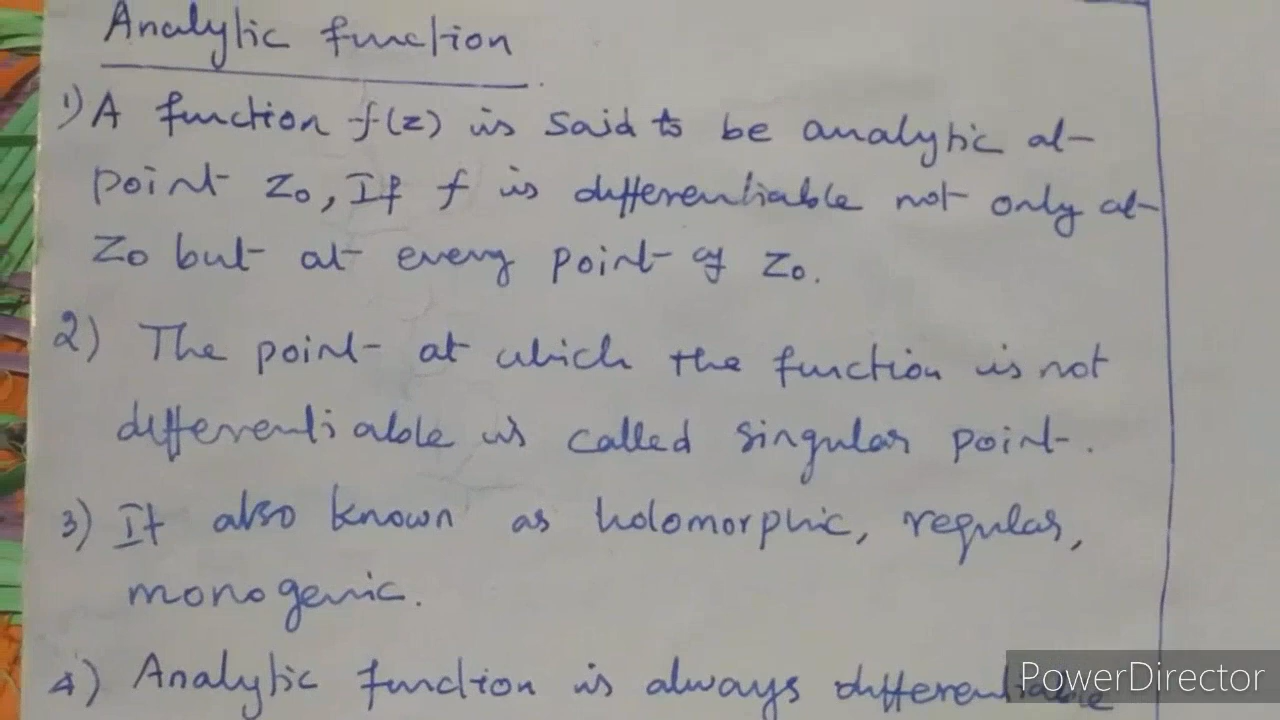 Analytic function
1) A function f(z) is said to be analytic at
point z₀, If f is differentiable not only at
z₀ but at every point of z₀.
2) The point at which the function is not
differentiable is called singular point.
3) It also known as holomorphic, regular,
monogenic.
4) Analytic function is always differentiable
PowerDirector